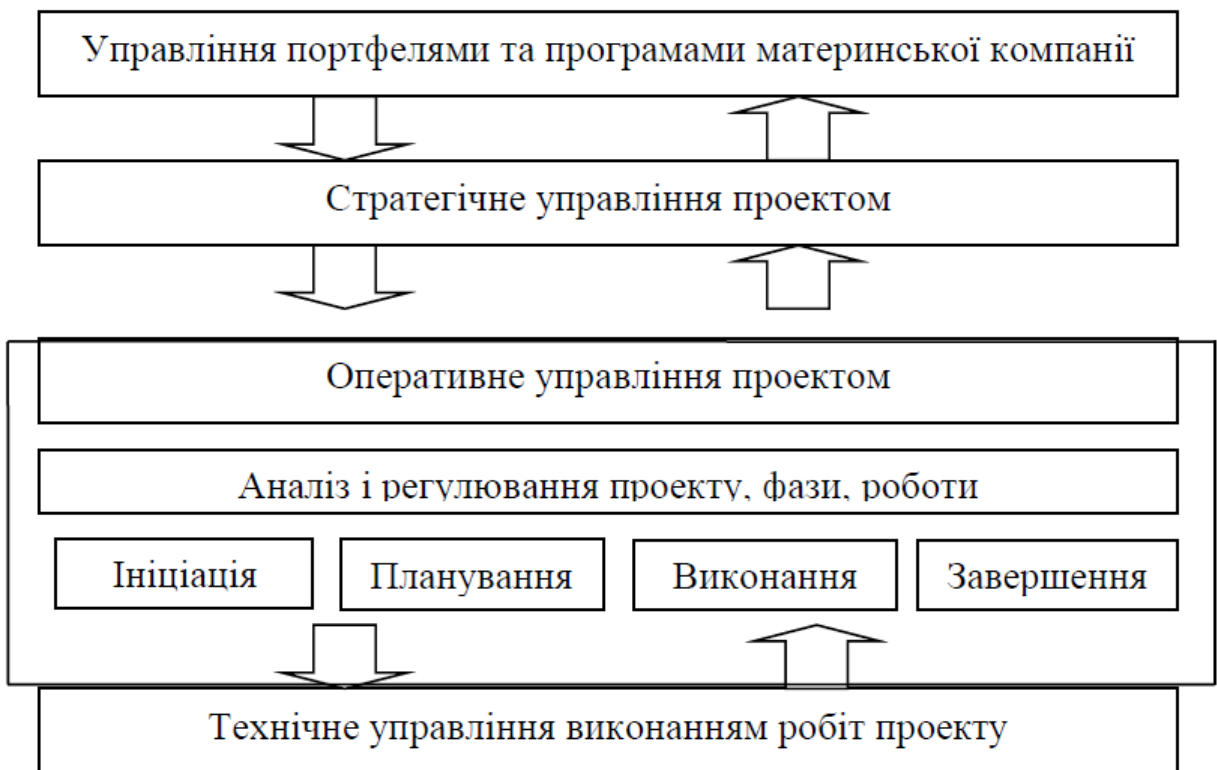 Управління портфелями та програмами материнської компанії
Стратегічне управління проектом
Оперативне управління проектом
Аналіз і регулювання проекту, фази, роботи
Ініціація
Планування
Виконання
Завершення
Технічне управління виконанням робіт проекту